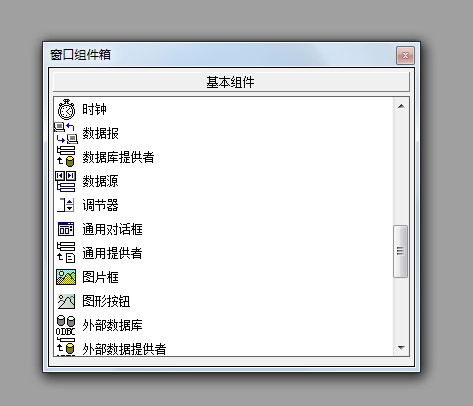 窗口组件箱
基本组件
时钟
数据报
数据库提供者
数据源
调节器
通用对话框
通用提供者
图片框
图形按钮
外部数据库
ODBC
外部数据提供者